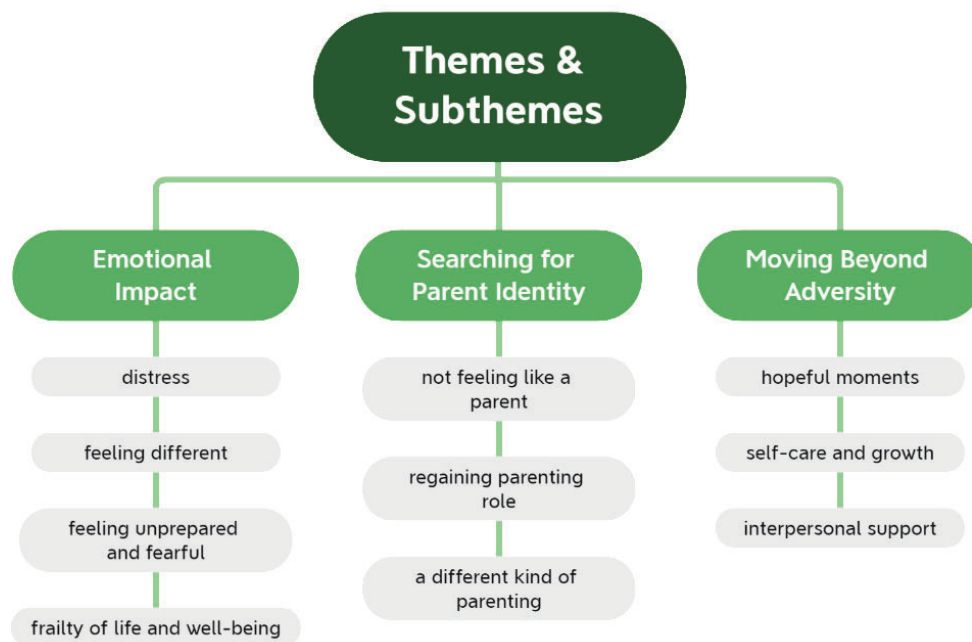 Themes &
Subthemes
Emotional
Impact
distress
feeling different
feeling unprepared
and fearful
frailty of life and well-being
Searching for
Parent Identity
not feeling like a
parent
regaining parenting
role
a different kind of
parenting
Moving Beyond
Adversity
hopeful moments
self-care and growth
interpersonal support